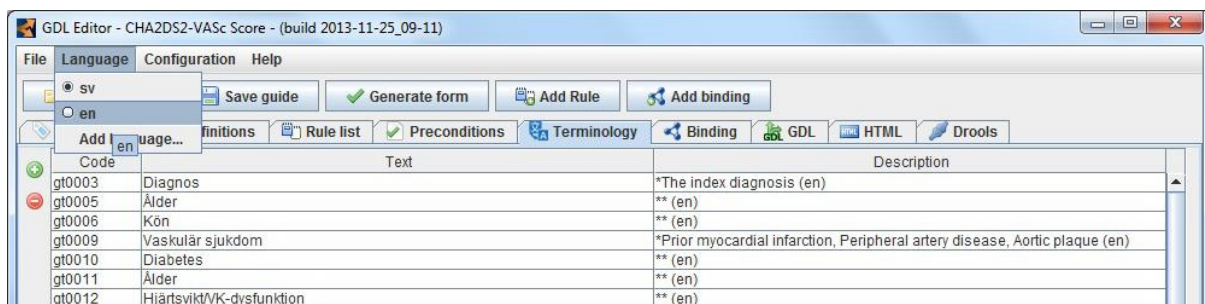 GDL Editor - CHA2DS2-VASc Score - (build 2013-11-25_09-11)
File Language Configuration Help
sv
en
Add language...
en
Save guide Generate form Add Rule Add binding
Rule list Preconditions Terminology Binding GDL HTML Drools
Code Text Description
gt0003 Diagnos *The index diagnosis (en)
gt0005 Ålder ** (en)
gt0006 Kön ** (en)
gt0009 Vaskulär sjukdom *Prior myocardial infarction, Peripheral artery disease, Aortic plaque (en)
gt0010 Diabetes ** (en)
gt0011 Ålder ** (en)
gt0012 Hjärtsvikt/VK-dysfunktion ** (en)